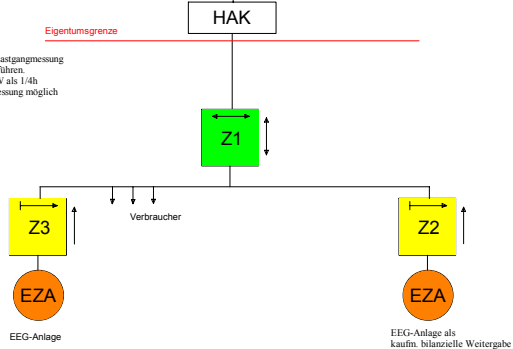 HAK
Eigentumsgrenze
astgangmessung
führen.
als 1/4h
essung möglich
Z1
Verbraucher
Z3
Z2
EZA
EZA
EEG-Anlage
EEG-Anlage als
kaufm. bilanzielle Weitergabe